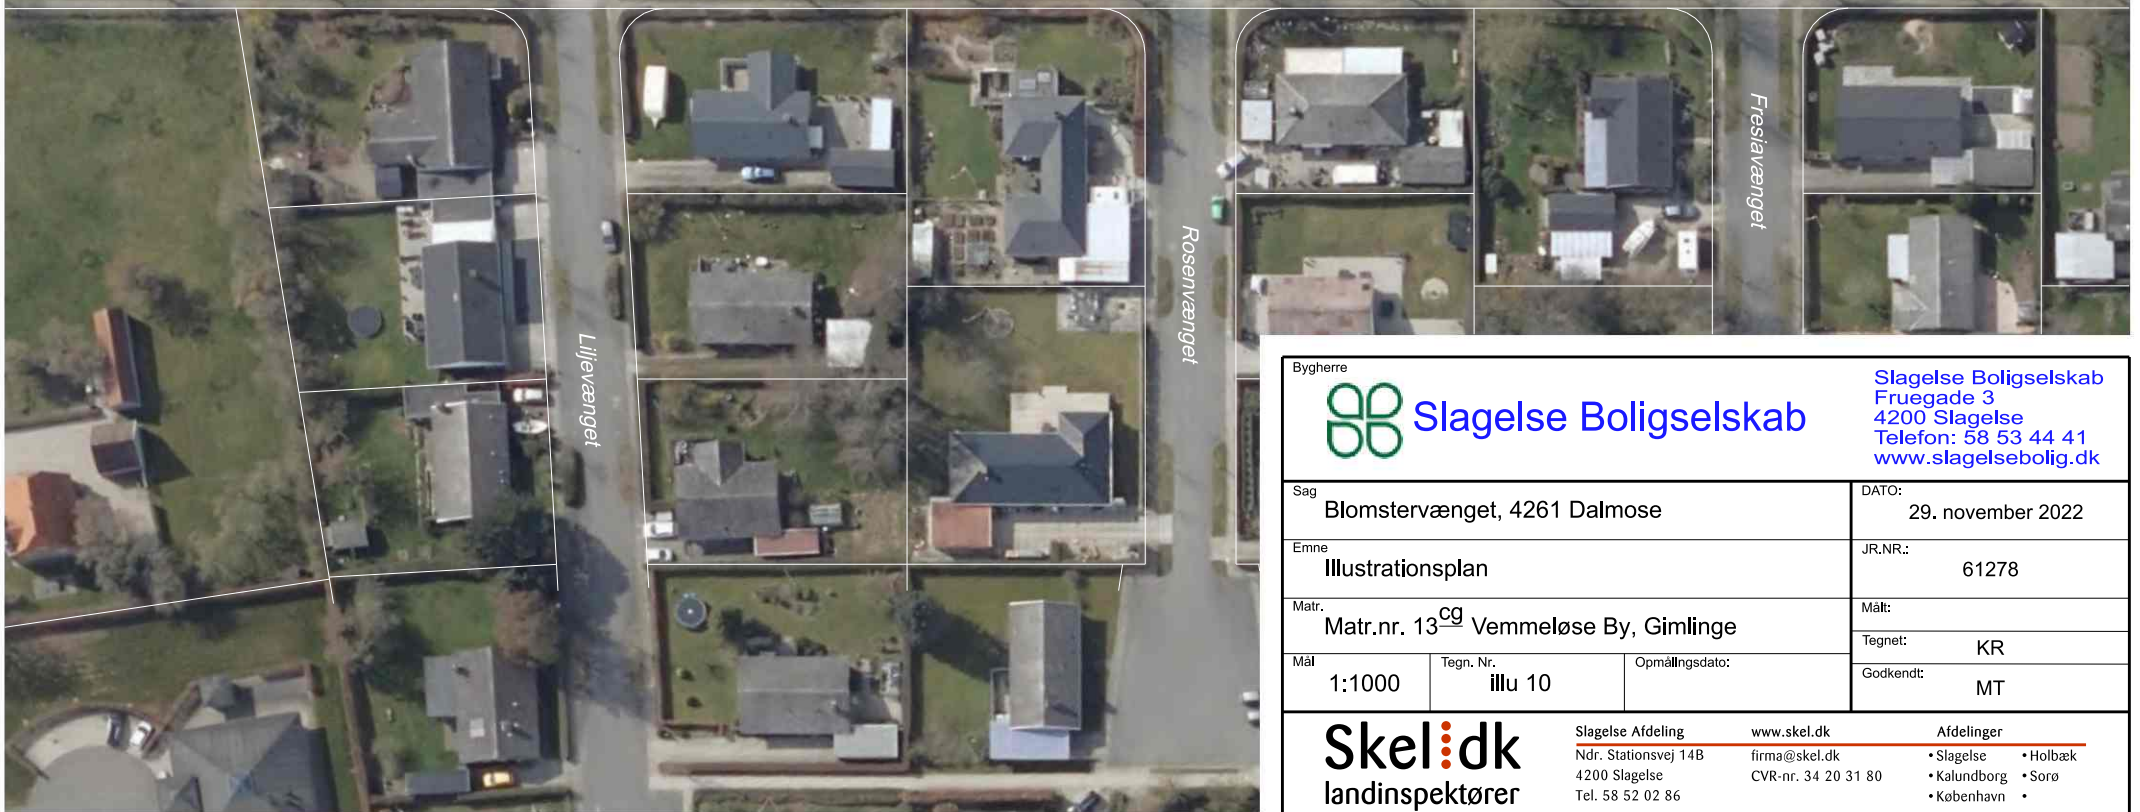 Liljevænget
Rosenvænget
Fresiavænget
Bygherre
Slagelse Boligselskab
Slagelse Boligselskab
Fruegade 3
4200 Slagelse
Telefon: 58 53 44 41
www.slagelsebolig.dk
Sag
Blomstervænget, 4261 Dalmose
DATO:
29. november 2022
Emne
Illustrationsplan
JR.NR.:
61278
Matr.
Matr.nr. 13cg Vemmeløse By, Gimlinge
Målt:
Tegnet: KR
Godkendt: MT
Mål
1:1000
Tegn. Nr.
illu 10
Opmålingsdato:
Skel dk
landinspektører
Slagelse Afdeling
Ndr. Stationsvej 14B
4200 Slagelse
Tel. 58 52 02 86
www.skel.dk
firma@skel.dk
CVR-nr. 34 20 31 80
Afdelinger
• Slagelse • Holbæk
• Kalundborg • Sorø
• København •